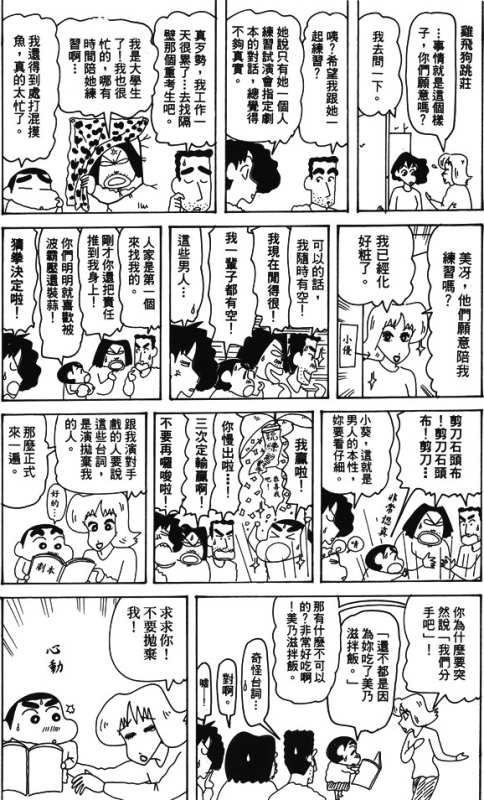 雞飛狗跳莊
…事情就是這個樣
子，你們願意嗎？
我去問一下。
咦？希望我跟她一
起練習？
她說只有她一個人
練習試演會指定劇
本的對話，總覺得
不夠真實。
真歹勢，我工作一
天很累了…去找隔
壁那個重考生吧。
我是大學生
了！我也很
忙的，哪有
時間陪她練
習啊…
我還得到處打混摸
魚，真的太忙了。
美冴，他們願意陪我
練習嗎？
我已經化
好粧了。
小優
可以的話，
我隨時有空！
我現在閒得很！
我一輩子都有空！
這些男人…
人家是第一個
來找我的。
剛才你還把責任
推到我身上！
你們明明就喜歡被
波霸壓還裝蒜！
猜拳決定啦！
剪刀石頭布
！剪刀石頭
布！剪刀…
小葵，這就是
男人的本性，
妳要看仔細。
非常認真
唉
我贏啦！
你慢出啦…！
三次定輸贏啊！
不要再囉唆啦！
恭喜
跟我演對手
戲的人要說
這些台詞，
是演拋棄我
的人。
好的…
那麼正式
來一遍。
劇本
你為什麼要突
然說「我們分
手吧」！
「還不都是因
為妳吃了美乃
滋拌飯。」
那有什麼不可以
的？非常好吃啊
！美乃滋拌飯。
奇怪台詞…
對啊。
噓！
求求你！
不要拋棄
我！
心動